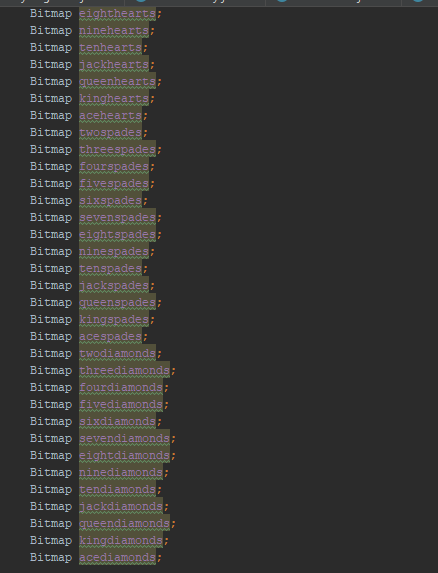 Bitmap eighthearts;
Bitmap ninehearts;
Bitmap tenhearts;
Bitmap jackhearts;
Bitmap queenhearts;
Bitmap kinghearts;
Bitmap acehearts;
Bitmap twospades;
Bitmap threespades;
Bitmap fourspades;
Bitmap fivespades;
Bitmap sixspades;
Bitmap sevenspades;
Bitmap eightspades;
Bitmap ninespades;
Bitmap tenspades;
Bitmap jackspades;
Bitmap queenspades;
Bitmap kingspades;
Bitmap acespades;
Bitmap twodiamonds;
Bitmap threediamonds;
Bitmap fourdiamonds;
Bitmap fivediamonds;
Bitmap sixdiamonds;
Bitmap sevendiamonds;
Bitmap eightdiamonds;
Bitmap ninediamonds;
Bitmap tendiamonds;
Bitmap jackdiamonds;
Bitmap queendiamonds;
Bitmap kingdiamonds;
Bitmap acediamonds;